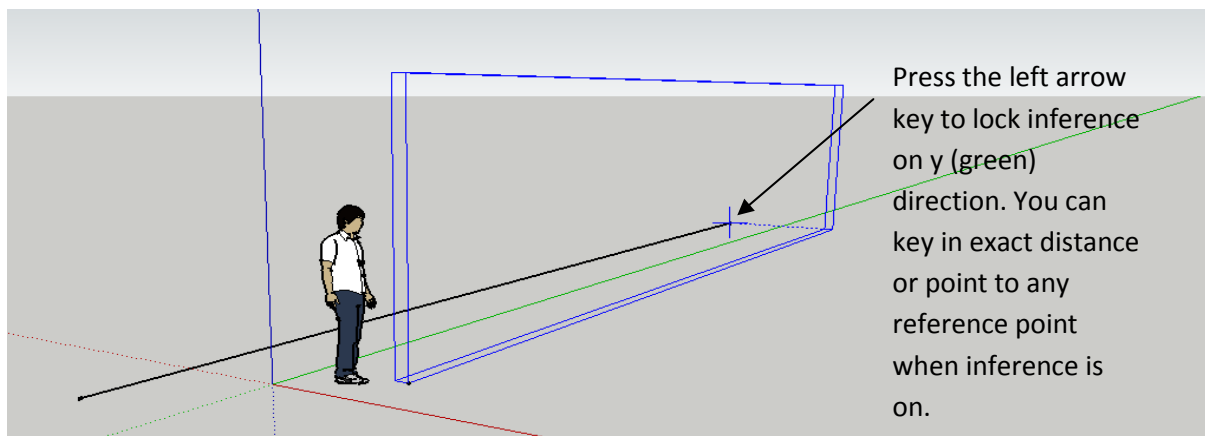 Press the left arrow
key to lock inference
on y (green)
direction. You can
key in exact distance
or point to any
reference point
when inference is
on.